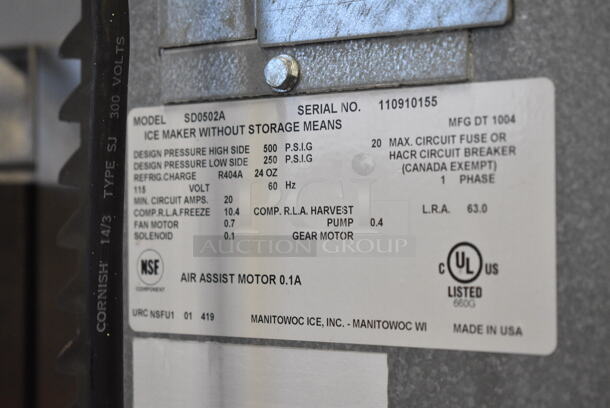 CORNISH® 14/3 TYPE SJ 300 VOLTS
MODEL SD0502A SERIAL NO. 110910155
ICE MAKER WITHOUT STORAGE MEANS MFG DT 1004
DESIGN PRESSURE HIGH SIDE 500 P.S.I.G 20 MAX. CIRCUIT FUSE OR
DESIGN PRESSURE LOW SIDE 250 P.S.I.G HACR CIRCUIT BREAKER
REFRIG.CHARGE R404A 24 OZ (CANADA EXEMPT)
115 VOLT 60 Hz 1 PHASE
MIN. CIRCUIT AMPS. 20
COMP.R.L.A.FREEZE 10.4 COMP. R.L.A. HARVEST L.R.A. 63.0
FAN MOTOR 0.7 PUMP 0.4
SOLENOID 0.1 GEAR MOTOR
PCI
AUCTION GROUP
NSF
COMPONENT
AIR ASSIST MOTOR 0.1A
C UL US
LISTED
660G
URC NSFU1 01 419 MANITOWOC ICE, INC. - MANITOWOC WI MADE IN USA